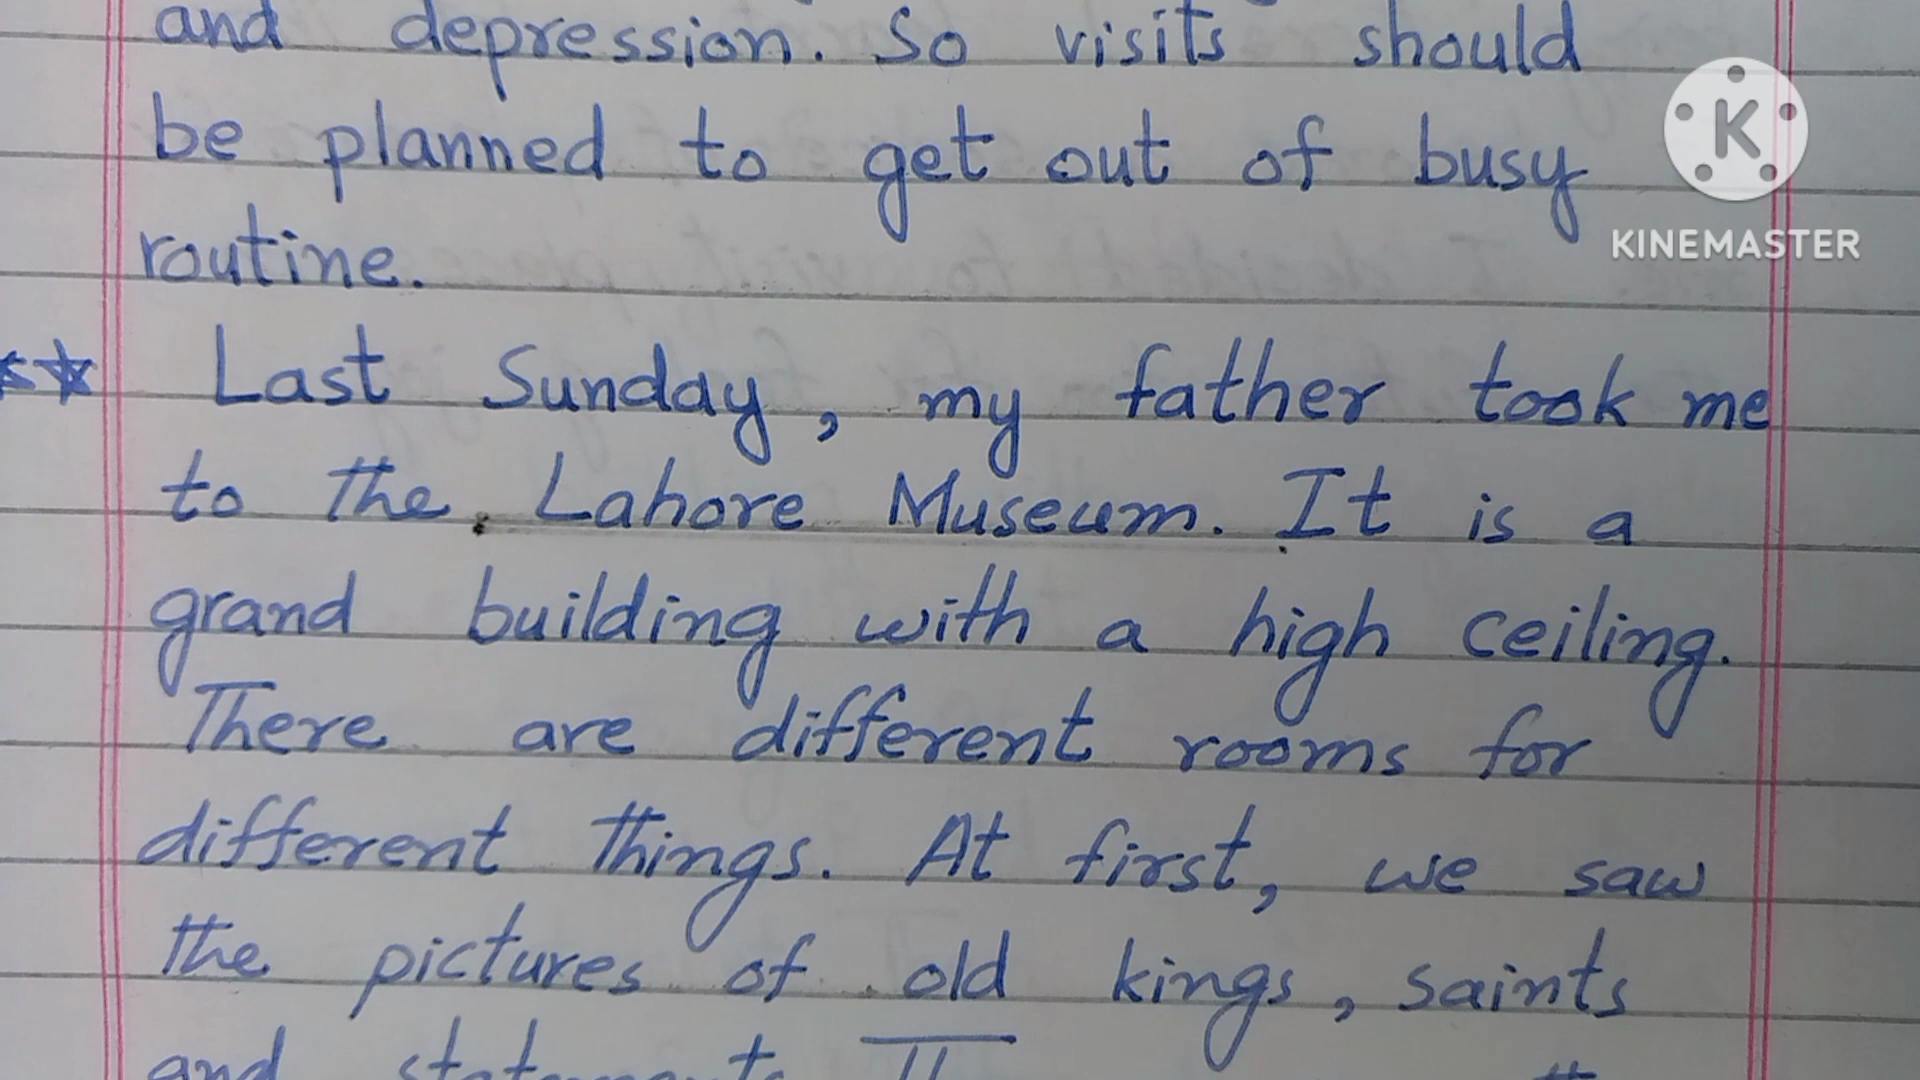 and depression. So visits should
be planned to get out of busy
routine.
Last Sunday, my father took me
to the Lahore Museum. It is a
grand building with a high ceiling.
There are different rooms for
different things. At first, we saw
the pictures of old kings, saints
and
K
KINEMASTER